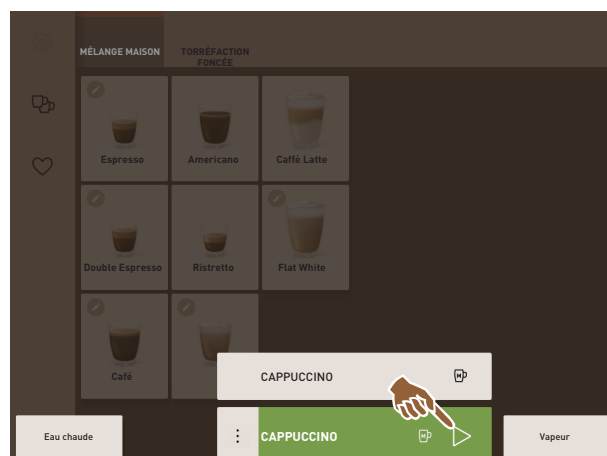 MÉLANGE MAISON
TORRÉFACTION
FONCÉE
Espresso
Americano
Caffè Latte
Double Espresso
Ristretto
Flat White
Café
CAPPUCCINO
M
CAPPUCCINO
M
Eau chaude
Vapeur